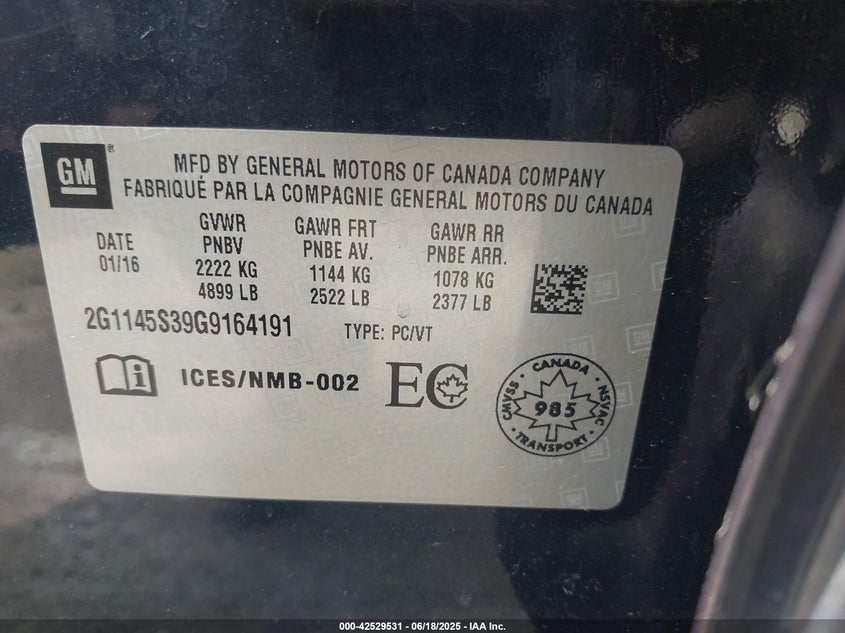 GM
MFD BY GENERAL MOTORS OF CANADA COMPANY
FABRIQUÉ PAR LA COMPAGNIE GENERAL MOTORS DU CANADA
DATE
01/16
GVWR
PNBV
2222 KG
4899 LB
GAWR FRT
PNBE AV.
1144 KG
2522 LB
GAWR RR
PNBE ARR.
1078 KG
2377 LB
2G1145S39G9164191
TYPE: PC/VT
ICES/NMB-002
EC
CANADA
CMVSS
985
NSVAC
TRANSPORT
000-42529531 - 06/18/2025 - IAA Inc.